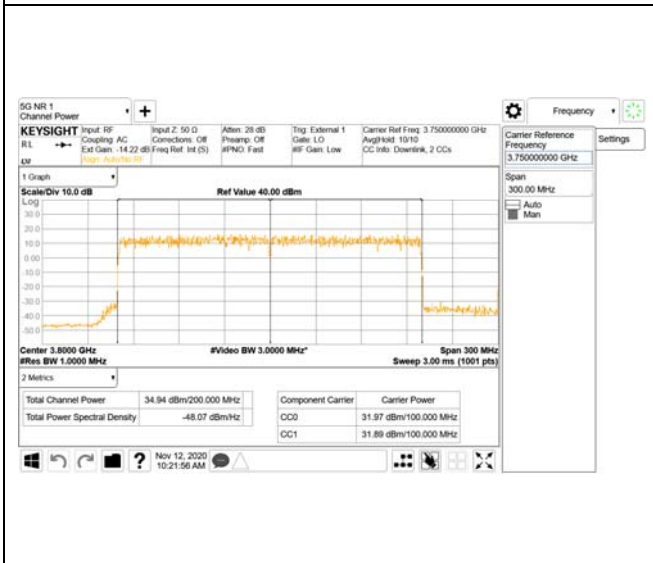 5G NR 1
Channel Power
Frequency
KEYSIGHT
RL
Input: RF
Coupling: AC
Ext Gain: -14.22 dB
Align: Auto/No RF
Input Z: 50 Ω
Corrections: Off
Freq Ref: Int (S)
Atten: 28 dB
Preamp: Off
#PNO: Fast
Trig: External 1
Gate: LO
#IF Gain: Low
Carrier Ref Freq: 3.750000000 GHz
Avg|Hold: 10/10
CC Info: Downlink, 2 CCs
Carrier Reference
Frequency
3.750000000 GHz
Settings
Span
300.00 MHz
Auto
Man
1 Graph
Scale/Div 10.0 dB
Ref Value 40.00 dBm
Log
30.0
20.0
10.0
0.00
-10.0
-20.0
-30.0
-40.0
-50.0
Center 3.8000 GHz
#Video BW 3.0000 MHz*
Span 300 MHz
#Res BW 1.0000 MHz
Sweep 3.00 ms (1001 pts)
2 Metrics
Total Channel Power 34.94 dBm/200.000 MHz
Total Power Spectral Density -48.07 dBm/Hz
Component Carrier Carrier Power
CC0 31.97 dBm/100.000 MHz
CC1 31.89 dBm/100.000 MHz
Nov 12, 2020
10:21:56 AM